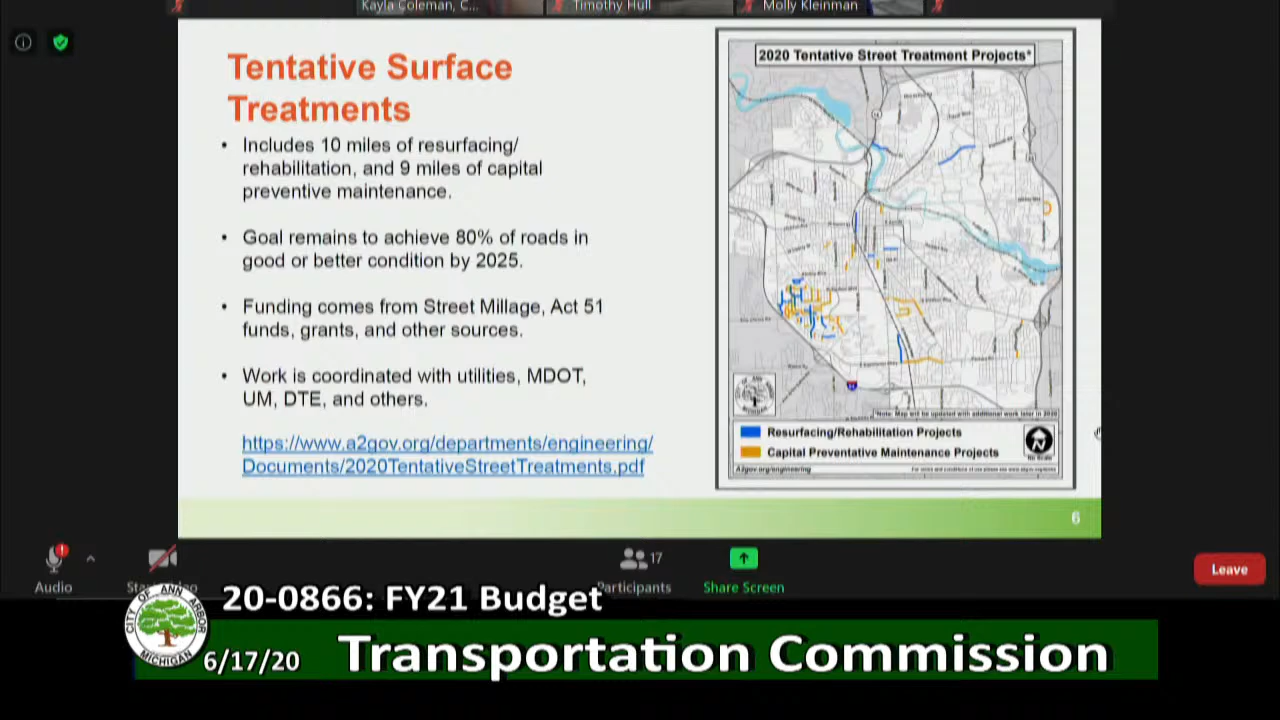 Kayla Coleman, C...
Timothy Hull
Molly Kleinman
Tentative Surface
Treatments
• Includes 10 miles of resurfacing/
rehabilitation, and 9 miles of capital
preventive maintenance.
• Goal remains to achieve 80% of roads in
good or better condition by 2025.
• Funding comes from Street Millage, Act 51
funds, grants, and other sources.
• Work is coordinated with utilities, MDOT,
UM, DTE, and others.
https://www.a2gov.org/departments/engineering/
Documents/2020TentativeStreetTreatments.pdf
2020 Tentative Street Treatment Projects*
*Note: Map will be updated with additional work later in 2020
Resurfacing/Rehabilitation Projects
Capital Preventative Maintenance Projects
No Scale
A2gov.org/engineering
6
Audio
Start Video
17
Participants
Share Screen
Leave
20-0866: FY21 Budget
CITY OF ANN ARBOR
MICHIGAN
6/17/20
Transportation Commission